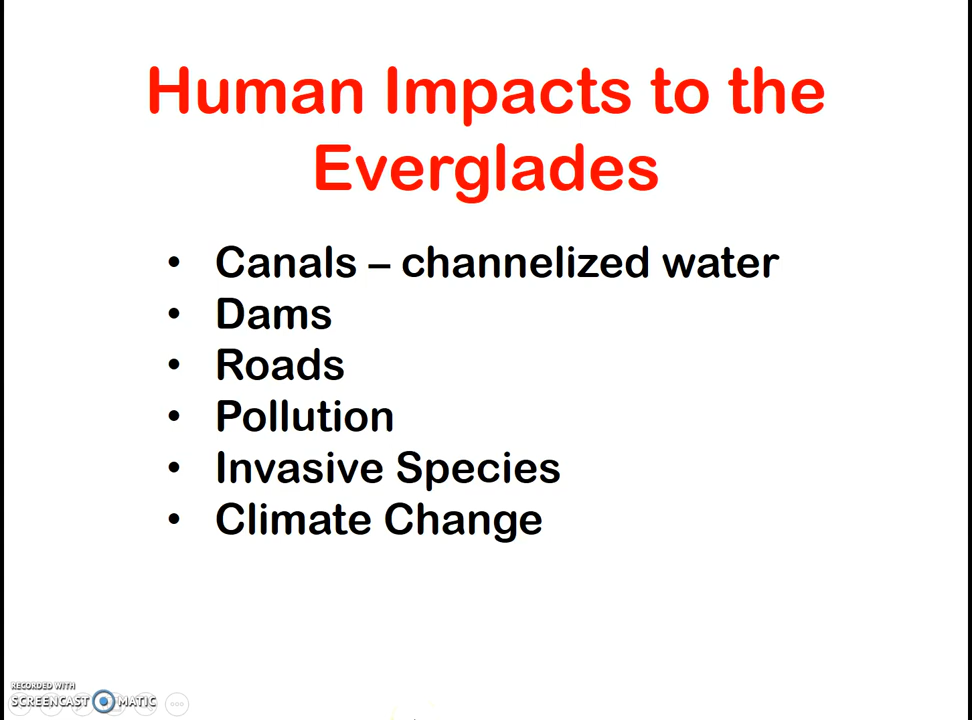 Human Impacts to the
Everglades
• Canals – channelized water
• Dams
• Roads
• Pollution
• Invasive Species
• Climate Change
RECORDED WITH
SCREENCAST MATIC